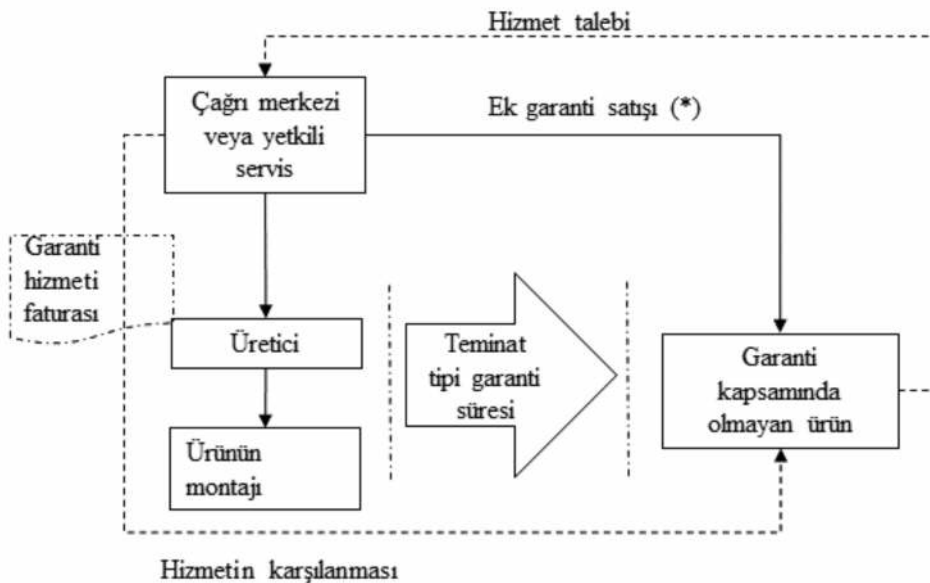 Hizmet talebi
Çağrı merkezi
veya yetkili
servis
Ek garanti satışı (*)
Garanti
hizmeti
faturası
Üretici
Teminat
tipi garanti
süresi
Garanti
kapsamında
olmayan ürün
Ürünün
montajı
Hizmetin karşılanması